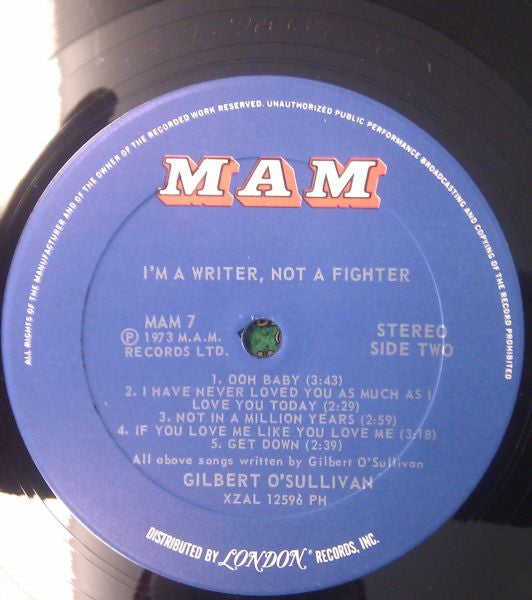 ALL RIGHTS OF THE MANUFACTURER AND OF THE OWNER OF THE RECORDED WORK RESERVED. UNAUTHORIZED PUBLIC PERFORMANCE BROADCASTING AND COPYING OF THE RECORD PROHIBITED
MAM
I'M A WRITER, NOT A FIGHTER
MAM 7
Ⓟ 1973 M.A.M.
RECORDS LTD.
STEREO
SIDE TWO
1. OOH BABY (3:43)
2. I HAVE NEVER LOVED YOU AS MUCH AS I
LOVE YOU TODAY (2:29)
3. NOT IN A MILLION YEARS (2:59)
4. IF YOU LOVE ME LIKE YOU LOVE ME (3:18)
5. GET DOWN (2:39)
All above songs written by Gilbert O'Sullivan
GILBERT O'SULLIVAN
XZAL 12596 PH
DISTRIBUTED BY LONDON® RECORDS, INC.